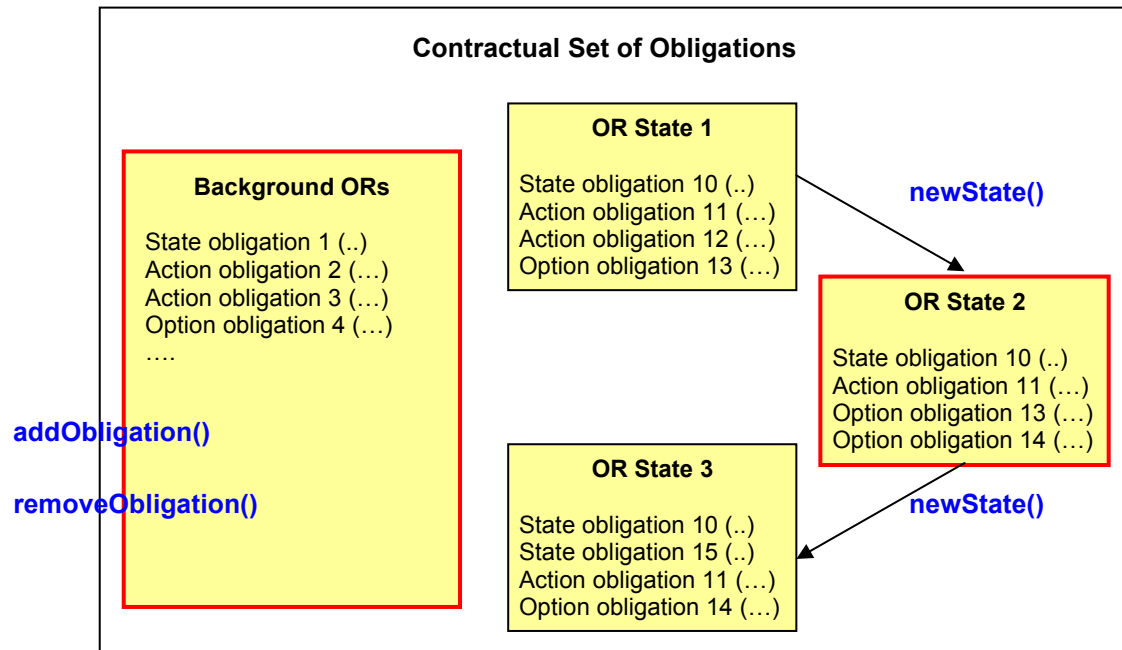 Contractual Set of Obligations
Background ORs
State obligation 1 (..)
Action obligation 2 (…)
Action obligation 3 (…)
Option obligation 4 (…)
….
addObligation()
removeObligation()
OR State 1
State obligation 10 (..)
Action obligation 11 (…)
Action obligation 12 (…)
Option obligation 13 (…)
newState()
OR State 2
State obligation 10 (..)
Action obligation 11 (…)
Option obligation 13 (…)
Option obligation 14 (…)
newState()
OR State 3
State obligation 10 (..)
State obligation 15 (..)
Action obligation 11 (…)
Option obligation 14 (…)